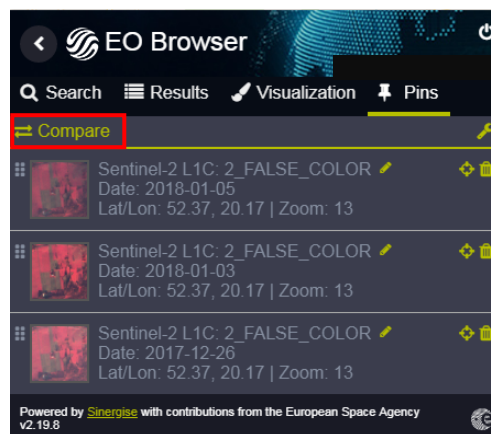 EO Browser
Search Results Visualization Pins
Compare
Sentinel-2 L1C: 2_FALSE_COLOR
Date: 2018-01-05
Lat/Lon: 52.37, 20.17 | Zoom: 13
Sentinel-2 L1C: 2_FALSE_COLOR
Date: 2018-01-03
Lat/Lon: 52.37, 20.17 | Zoom: 13
Sentinel-2 L1C: 2_FALSE_COLOR
Date: 2017-12-26
Lat/Lon: 52.37, 20.17 | Zoom: 13
Powered by Sinergise with contributions from the European Space Agency
v2.19.8